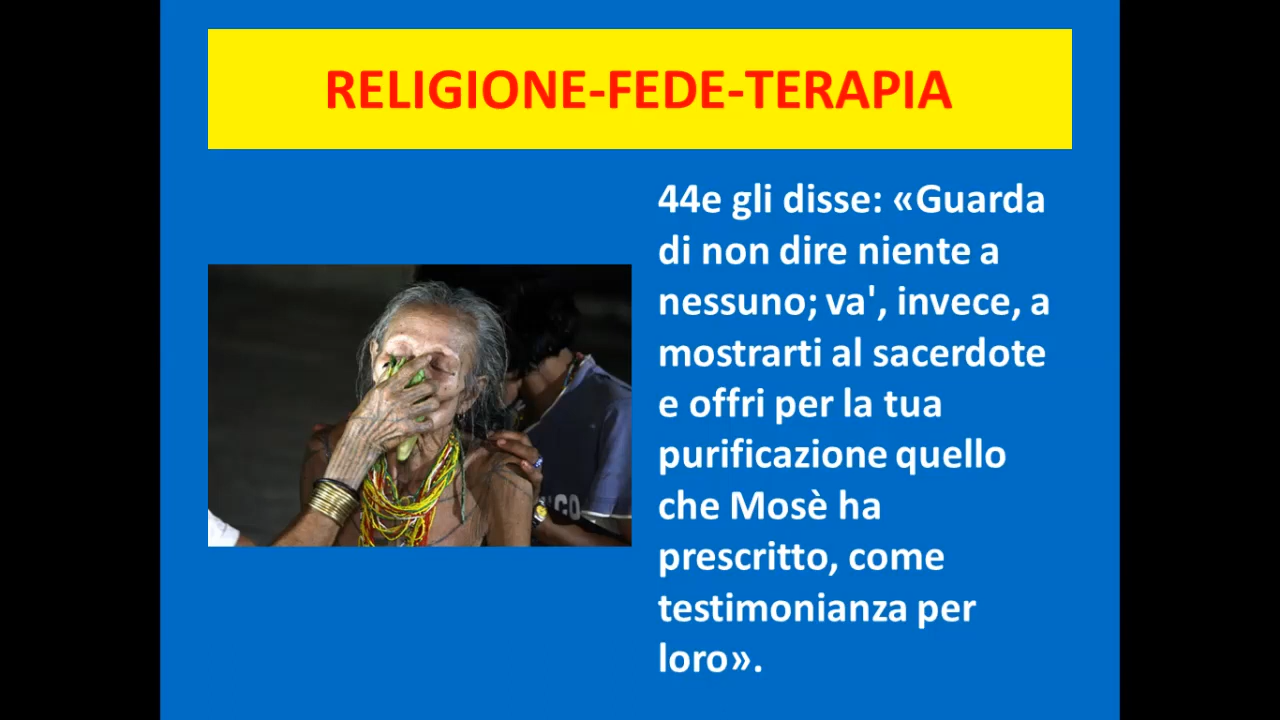 RELIGIONE-FEDE-TERAPIA
44e gli disse: «Guarda
di non dire niente a
nessuno; va', invece, a
mostrarti al sacerdote
e offri per la tua
purificazione quello
che Mosè ha
prescritto, come
testimonianza per
loro».